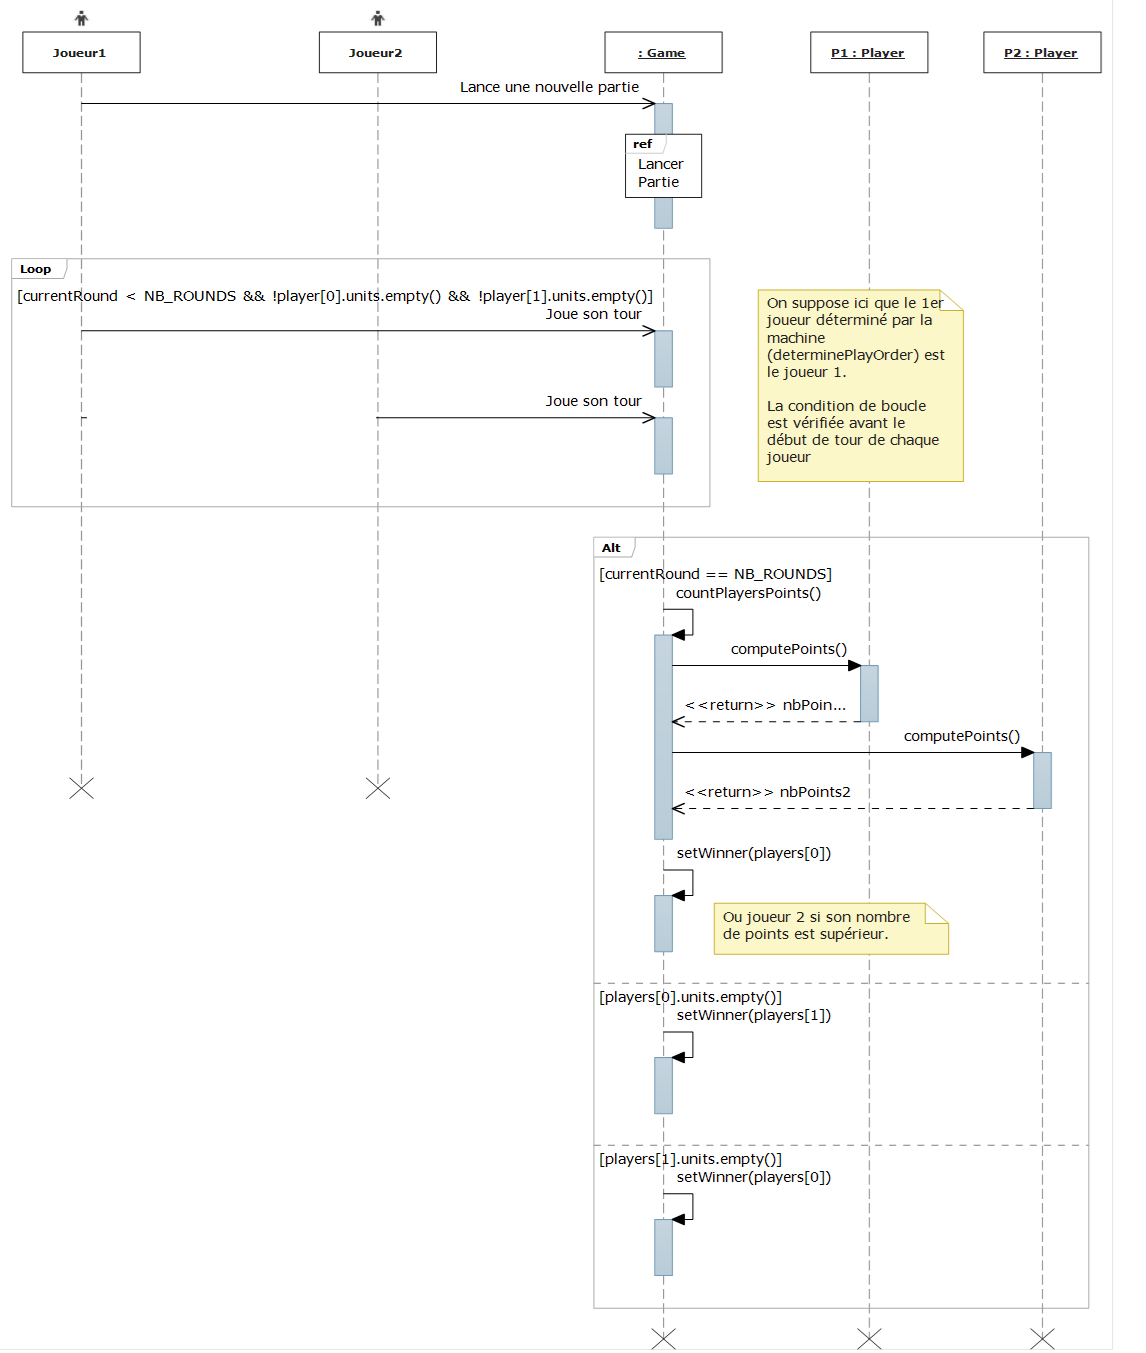 Joueur1
Joueur2
: Game
P1 : Player
P2 : Player
Lance une nouvelle partie
ref
Lancer
Partie
Loop
[currentRound < NB_ROUNDS && !player[0].units.empty() && !player[1].units.empty()]
Joue son tour
Joue son tour
On suppose ici que le 1er
joueur déterminé par la
machine
(determinePlayOrder) est
le joueur 1.
La condition de boucle
est vérifiée avant le
début de tour de chaque
joueur
Alt
[currentRound == NB_ROUNDS]
countPlayersPoints()
computePoints()
<<return>> nbPoin...
computePoints()
<<return>> nbPoints2
setWinner(players[0])
Ou joueur 2 si son nombre
de points est supérieur.
[players[0].units.empty()]
setWinner(players[1])
[players[1].units.empty()]
setWinner(players[0])